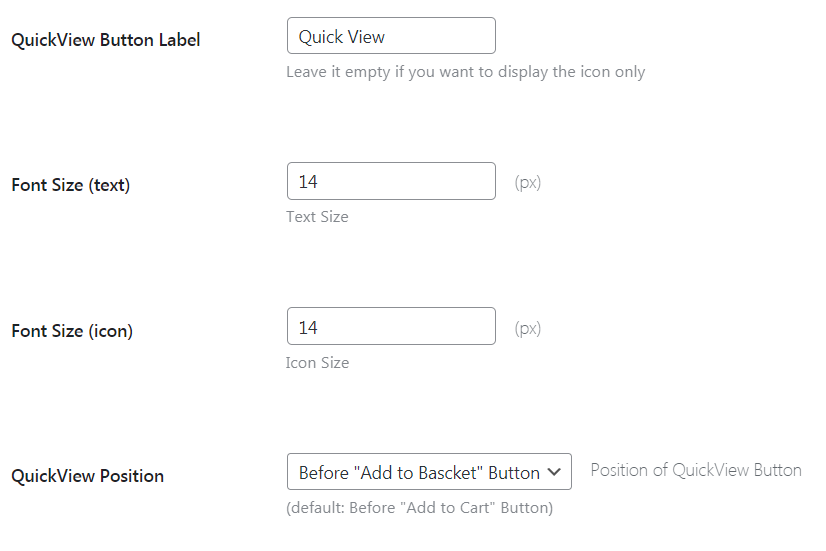 QuickView Button Label
Quick View
Leave it empty if you want to display the icon only
Font Size (text)
14 (px)
Text Size
Font Size (icon)
14 (px)
Icon Size
QuickView Position
Before "Add to Bascket" Button
Position of QuickView Button
(default: Before "Add to Cart" Button)